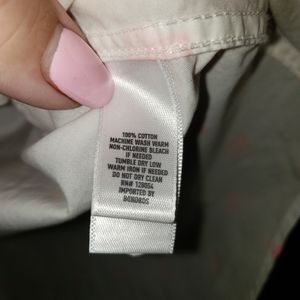 100% COTTON
MACHINE WASH WARM
NON-CHLORINE BLEACH
IF NEEDED
TUMBLE DRY LOW
WARM IRON IF NEEDED
DO NOT DRY CLEAN
RN# 129054
IMPORTED BY
BONOBOS